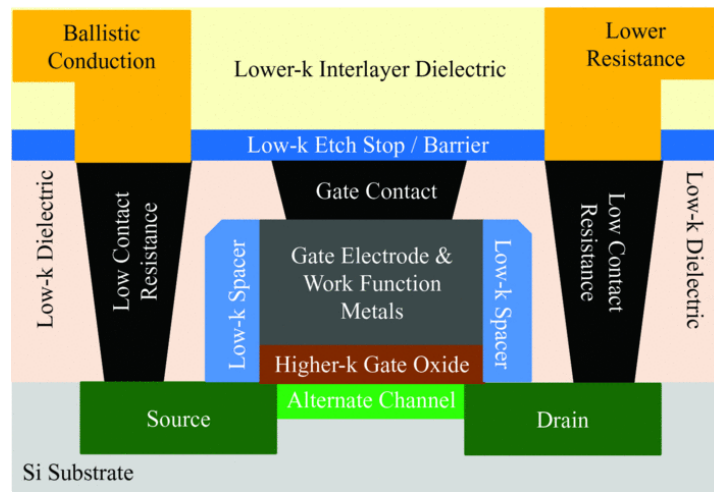 Ballistic
Conduction
Lower-k Interlayer Dielectric
Lower
Resistance
Low-k Etch Stop / Barrier
Low-k Dielectric
Low Contact
Resistance
Gate Contact
Low Contact
Resistance
Low-k Dielectric
Low-k Spacer
Gate Electrode &
Work Function
Metals
Low-k Spacer
Higher-k Gate Oxide
Source
Alternate Channel
Drain
Si Substrate